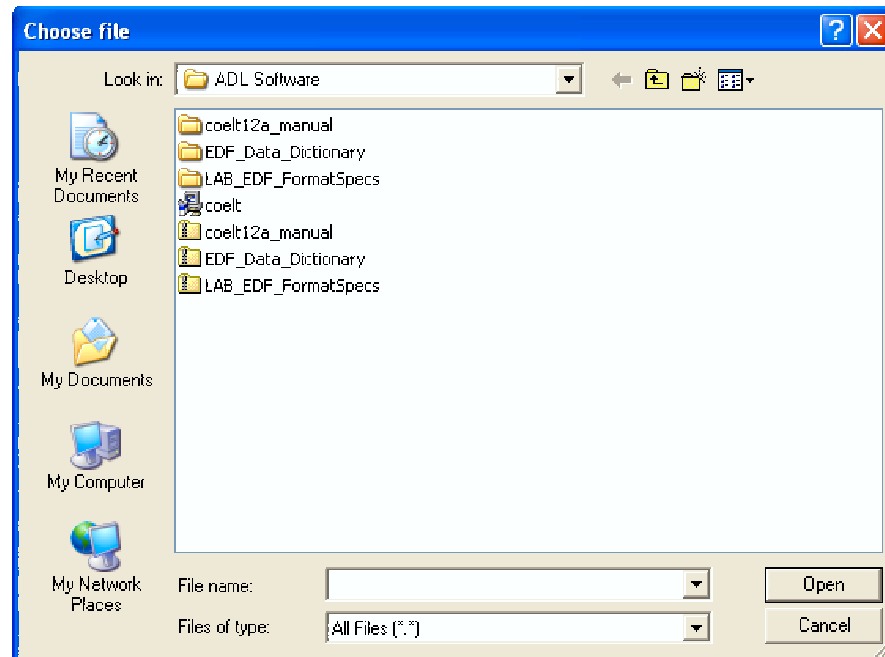 Choose file
Look in:
ADL Software
My Recent
Documents
Desktop
My Documents
My Computer
My Network
Places
coelt12a_manual
EDF_Data_Dictionary
LAB_EDF_FormatSpecs
coelt
coelt12a_manual
EDF_Data_Dictionary
LAB_EDF_FormatSpecs
File name:
Open
Files of type:
All Files (*.*)
Cancel